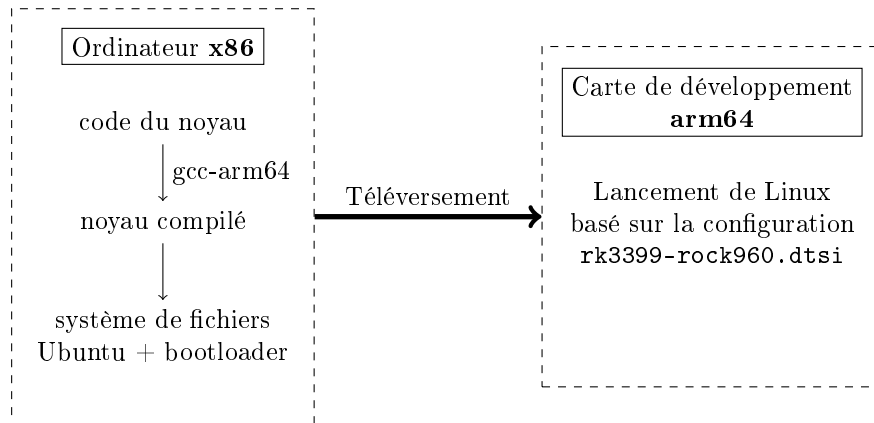 Ordinateur x86
code du noyau
gcc-arm64
noyau compilé
système de fichiers
Ubuntu + bootloader
Téléversement
Carte de développement
arm64
Lancement de Linux
basé sur la configuration
rk3399-rock960.dtsi